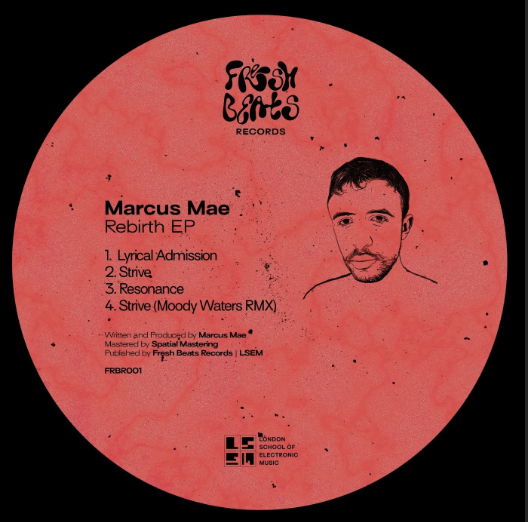 FRESH
BEATS
RECORDS
Marcus Mae
Rebirth EP
1. Lyrical Admission
2. Strive
3. Resonance
4. Strive (Moody Waters RMX)
Written and Produced by Marcus Mae
Mastered by Spatial Mastering
Published by Fresh Beats Records | LSEM
FRBR001
LS
EM
LONDON
SCHOOL OF
ELECTRONIC
MUSIC